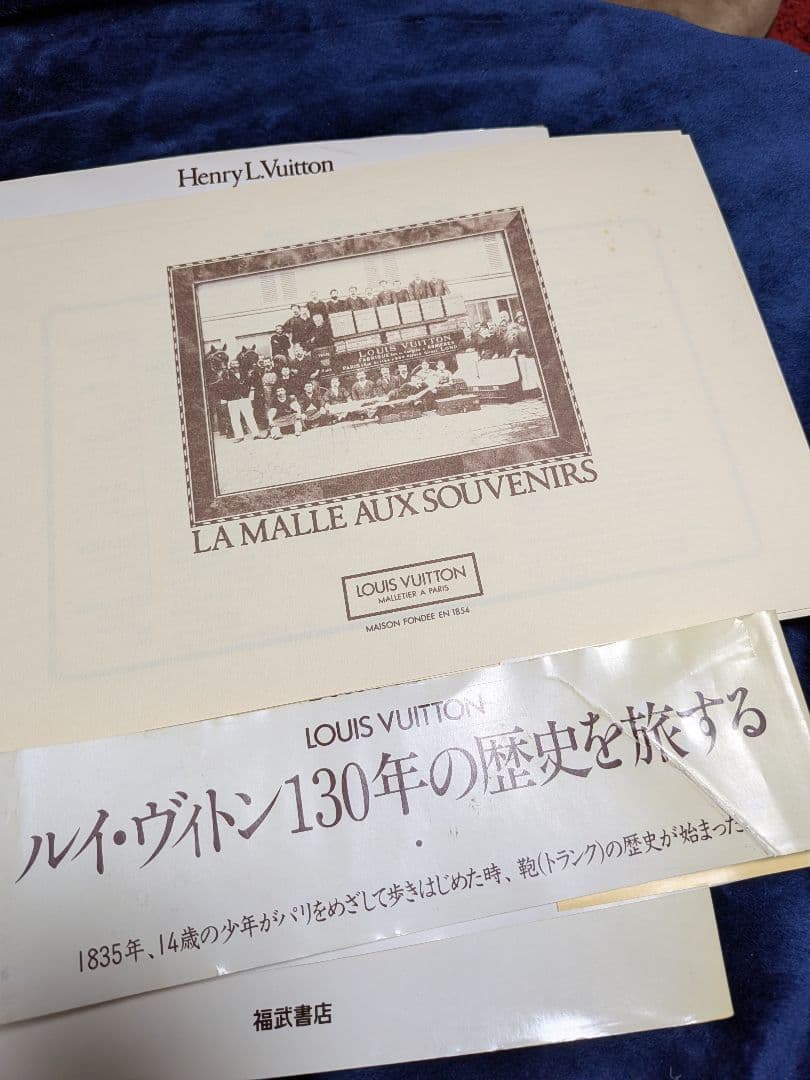 Henry L.Vuitton
LOUIS VUITTON
LA MALLE AUX SOUVENIRS
LOUIS VUITTON
MALLETIER A PARIS
MAISON FONDEE EN 1854
LOUIS VUITTON
ルイ・ヴィトン130年の歴史を旅する
1835年、14歳の少年がパリをめざして歩きはじめた時、鞄(トランク)の歴史が始まった
福武書店